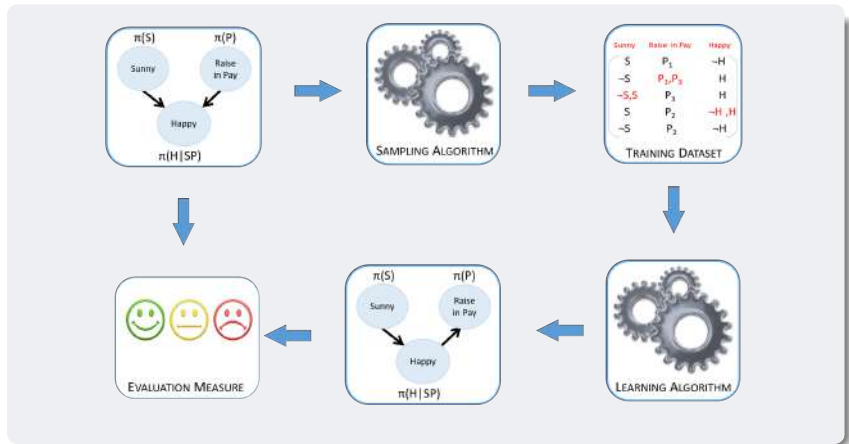 π(S) π(P)
Sunny
Raise
in Pay
Happy
π(H|SP)
SAMPLING ALGORITHM
Sunny Raise in Pay Happy
S P₁ ¬H
¬S P₁,P₃ H
¬S,S P₃ H
S P₂ ¬H ,H
¬S P₂ ¬H
TRAINING DATASET
EVALUATION MEASURE
π(S) π(P)
Sunny
Raise
in Pay
Happy
π(H|SP)
LEARNING ALGORITHM